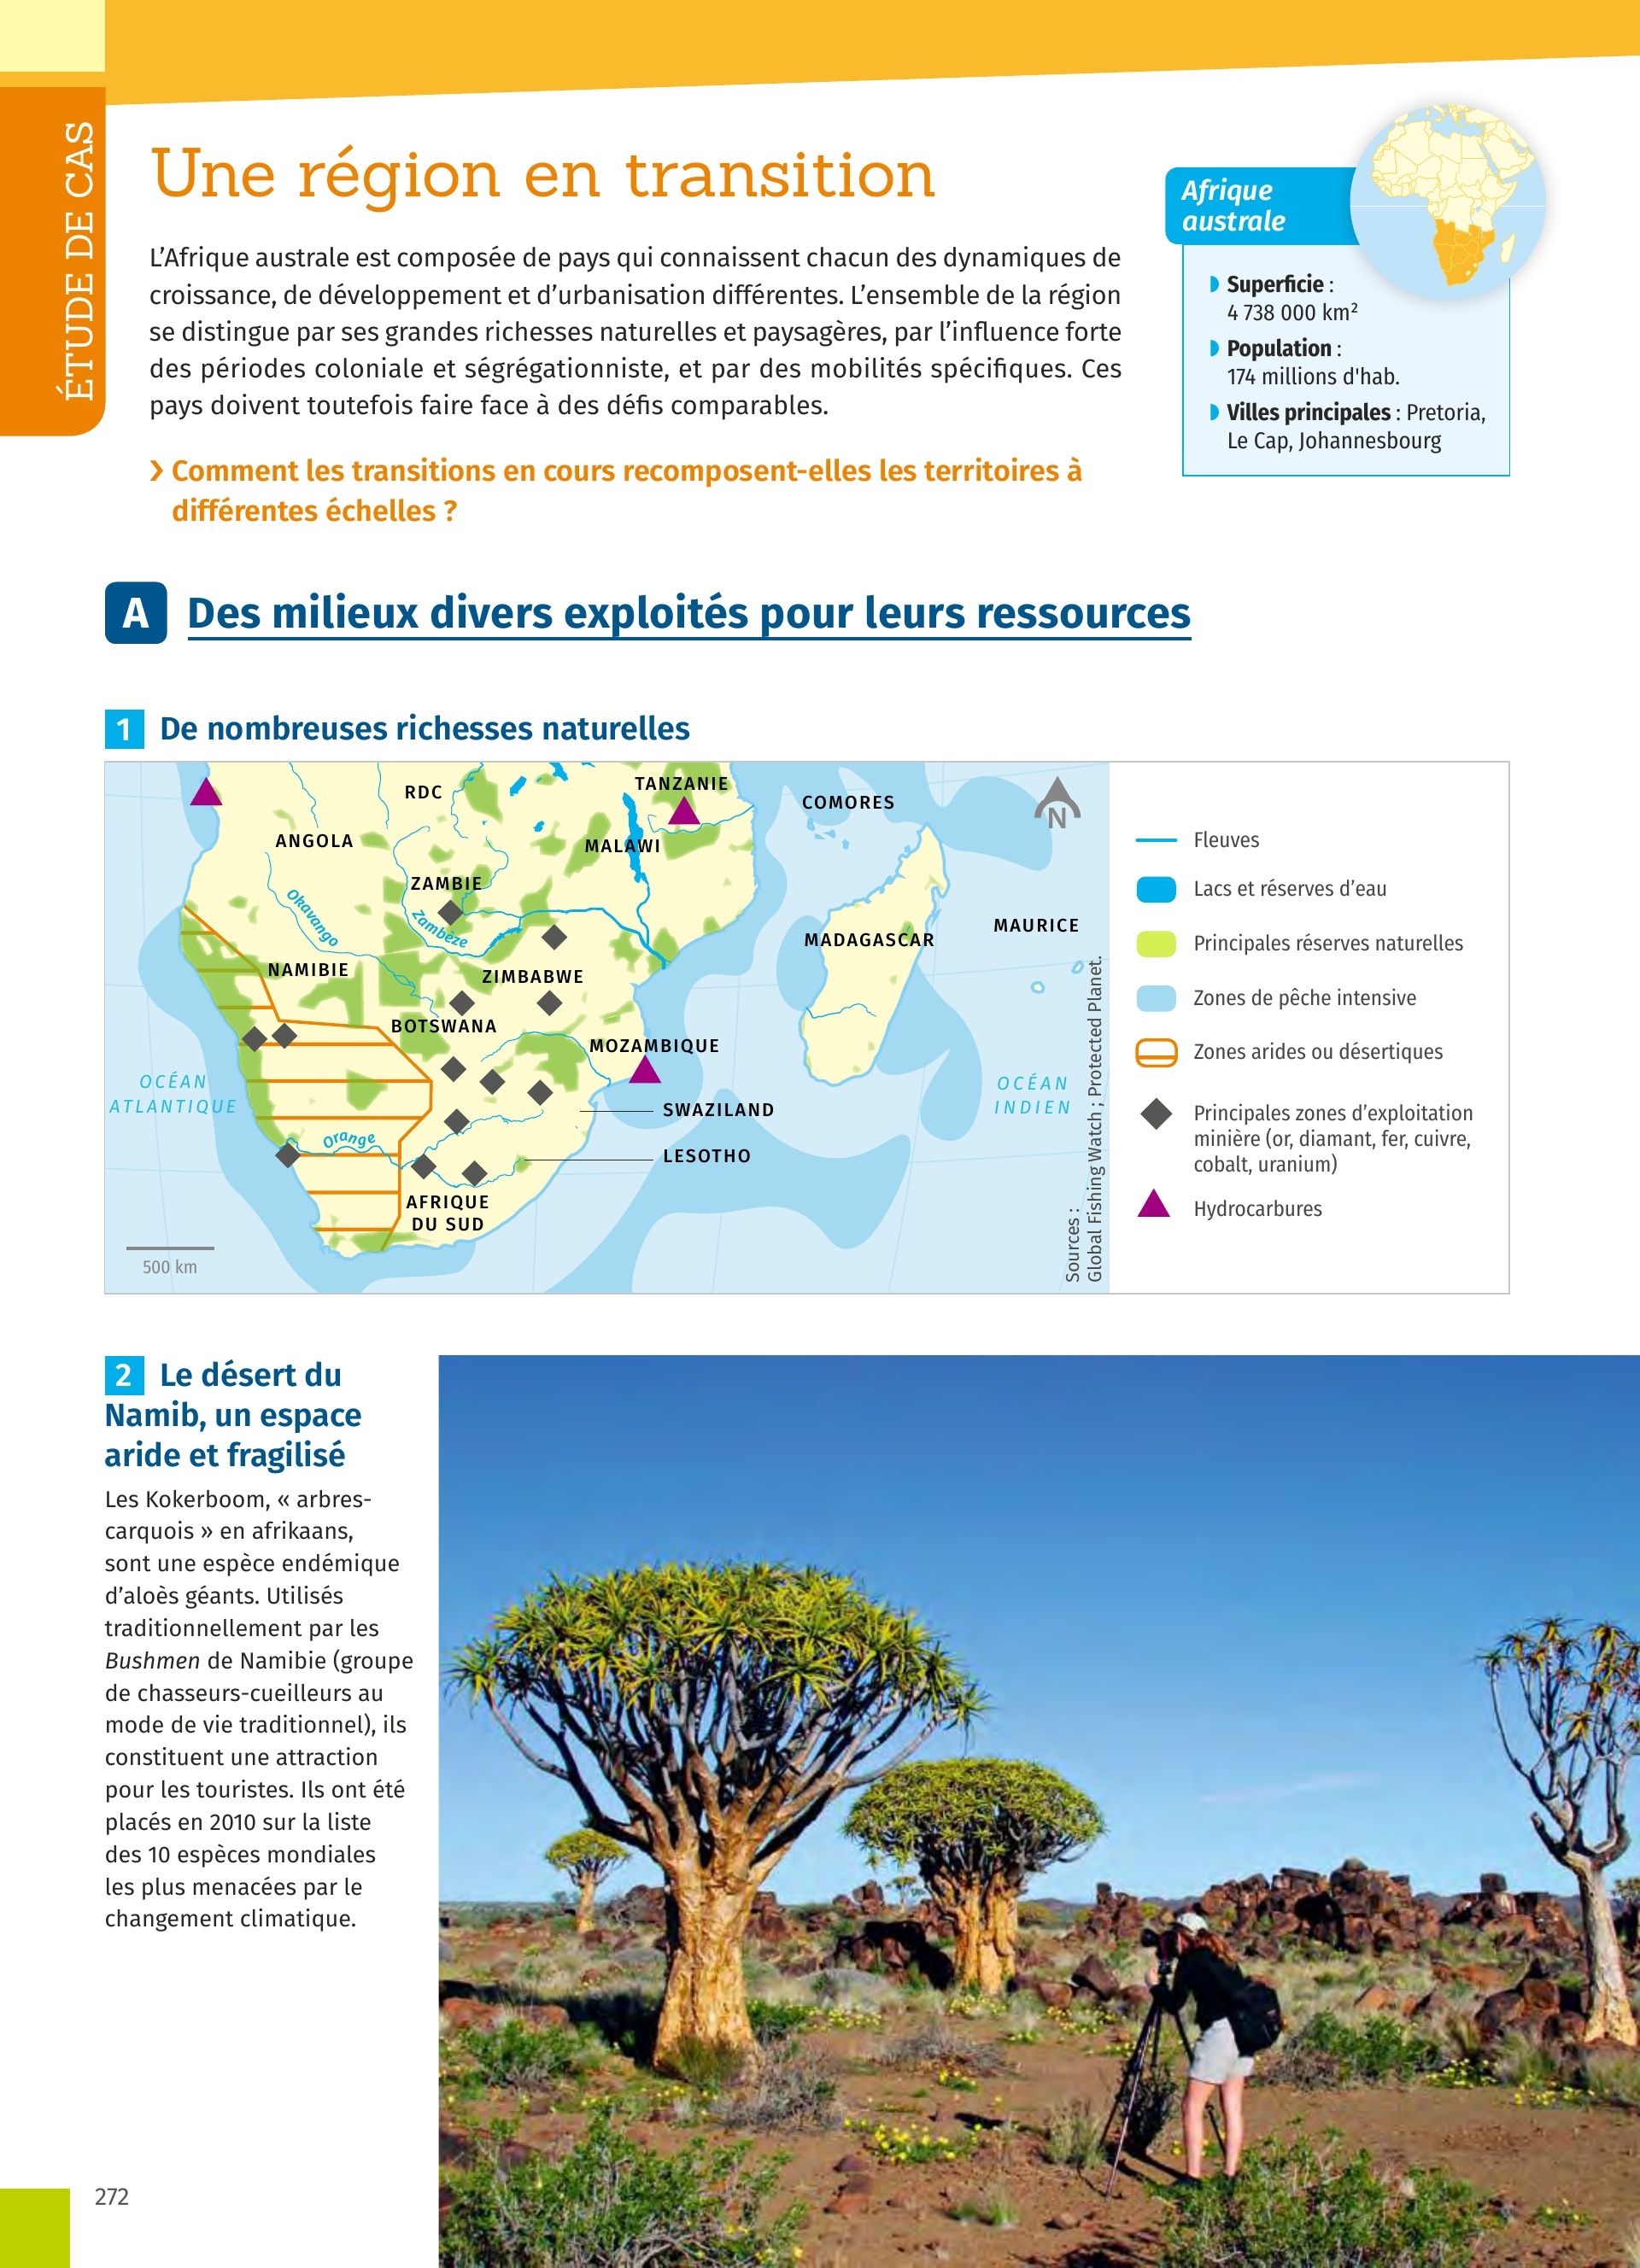 ÉTUDE DE CAS
Une région en transition
L’Afrique australe est composée de pays qui connaissent chacun des dynamiques de
croissance, de développement et d’urbanisation différentes. L’ensemble de la région
se distingue par ses grandes richesses naturelles et paysagères, par l’influence forte
des périodes coloniale et ségrégationniste, et par des mobilités spécifiques. Ces
pays doivent toutefois faire face à des défis comparables.
Comment les transitions en cours recomposent-elles les territoires à
différentes échelles ?
Afrique
australe
Superficie :
4 738 000 km²
Population :
174 millions d'hab.
Villes principales : Pretoria,
Le Cap, Johannesbourg
A Des milieux divers exploités pour leurs ressources
1 De nombreuses richesses naturelles
RDC
TANZANIE
COMORES
N
ANGOLA
MALAWI
ZAMBIE
Okavango
Zambèze
MAURICE
MADAGASCAR
NAMIBIE
ZIMBABWE
BOTSWANA
MOZAMBIQUE
OCÉAN
ATLANTIQUE
OCÉAN
INDIEN
SWAZILAND
Orange
LESOTHO
AFRIQUE
DU SUD
500 km
Sources :
Global Fishing Watch ; Protected Planet.
Fleuves
Lacs et réserves d’eau
Principales réserves naturelles
Zones de pêche intensive
Zones arides ou désertiques
Principales zones d’exploitation
minière (or, diamant, fer, cuivre,
cobalt, uranium)
Hydrocarbures
2 Le désert du
Namib, un espace
aride et fragilisé
Les Kokerboom, « arbres-
carquois » en afrikaans,
sont une espèce endémique
d’aloès géants. Utilisés
traditionnellement par les
Bushmen de Namibie (groupe
de chasseurs-cueilleurs au
mode de vie traditionnel), ils
constituent une attraction
pour les touristes. Ils ont été
placés en 2010 sur la liste
des 10 espèces mondiales
les plus menacées par le
changement climatique.
272